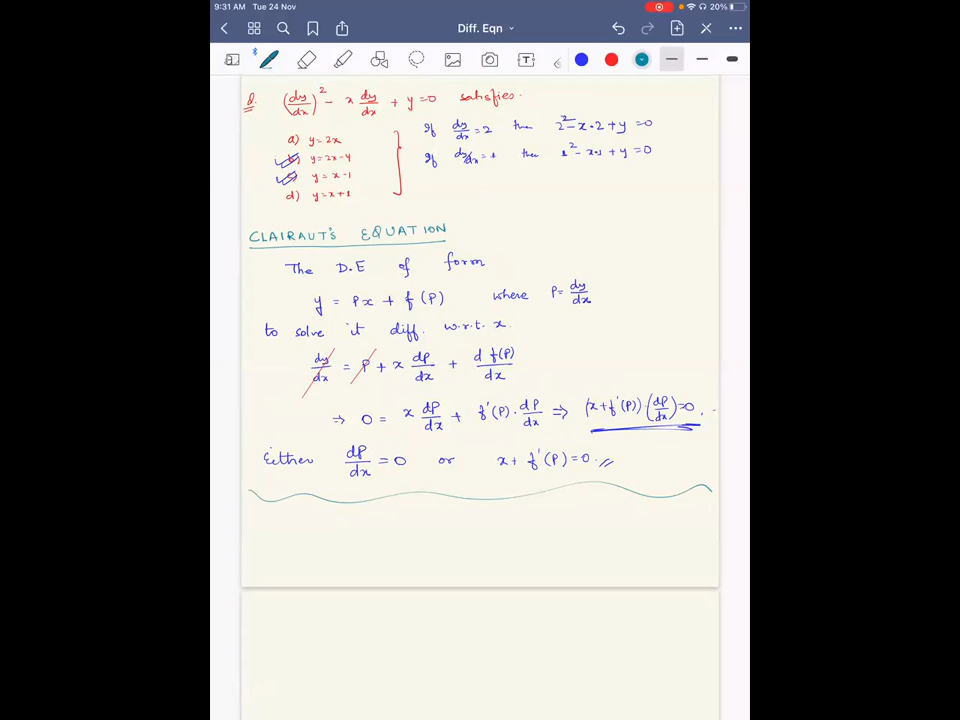 9:31 AM Tue 24 Nov 20%
Diff. Eqn
Q. (dy/dx)² - x dy/dx + y = 0 satisfies.
a) y = 2x
b) y = 2x - 4
c) y = x - 1
d) y = x + 1
If dy/dx = 2 then 2² - x·2 + y = 0
If dy/dx = 1 then 1² - x·1 + y = 0
CLAIRAUT'S EQUATION
The D.E of form
y = Px + f(P) where P = dy/dx
to solve it diff. w.r.t. x.
dy/dx = P + x dP/dx + d f(P)/dx
⇒ 0 = x dP/dx + f'(P) · dP/dx ⇒ (x + f'(P)) · (dP/dx) = 0.
Either dP/dx = 0 or x + f'(P) = 0 //